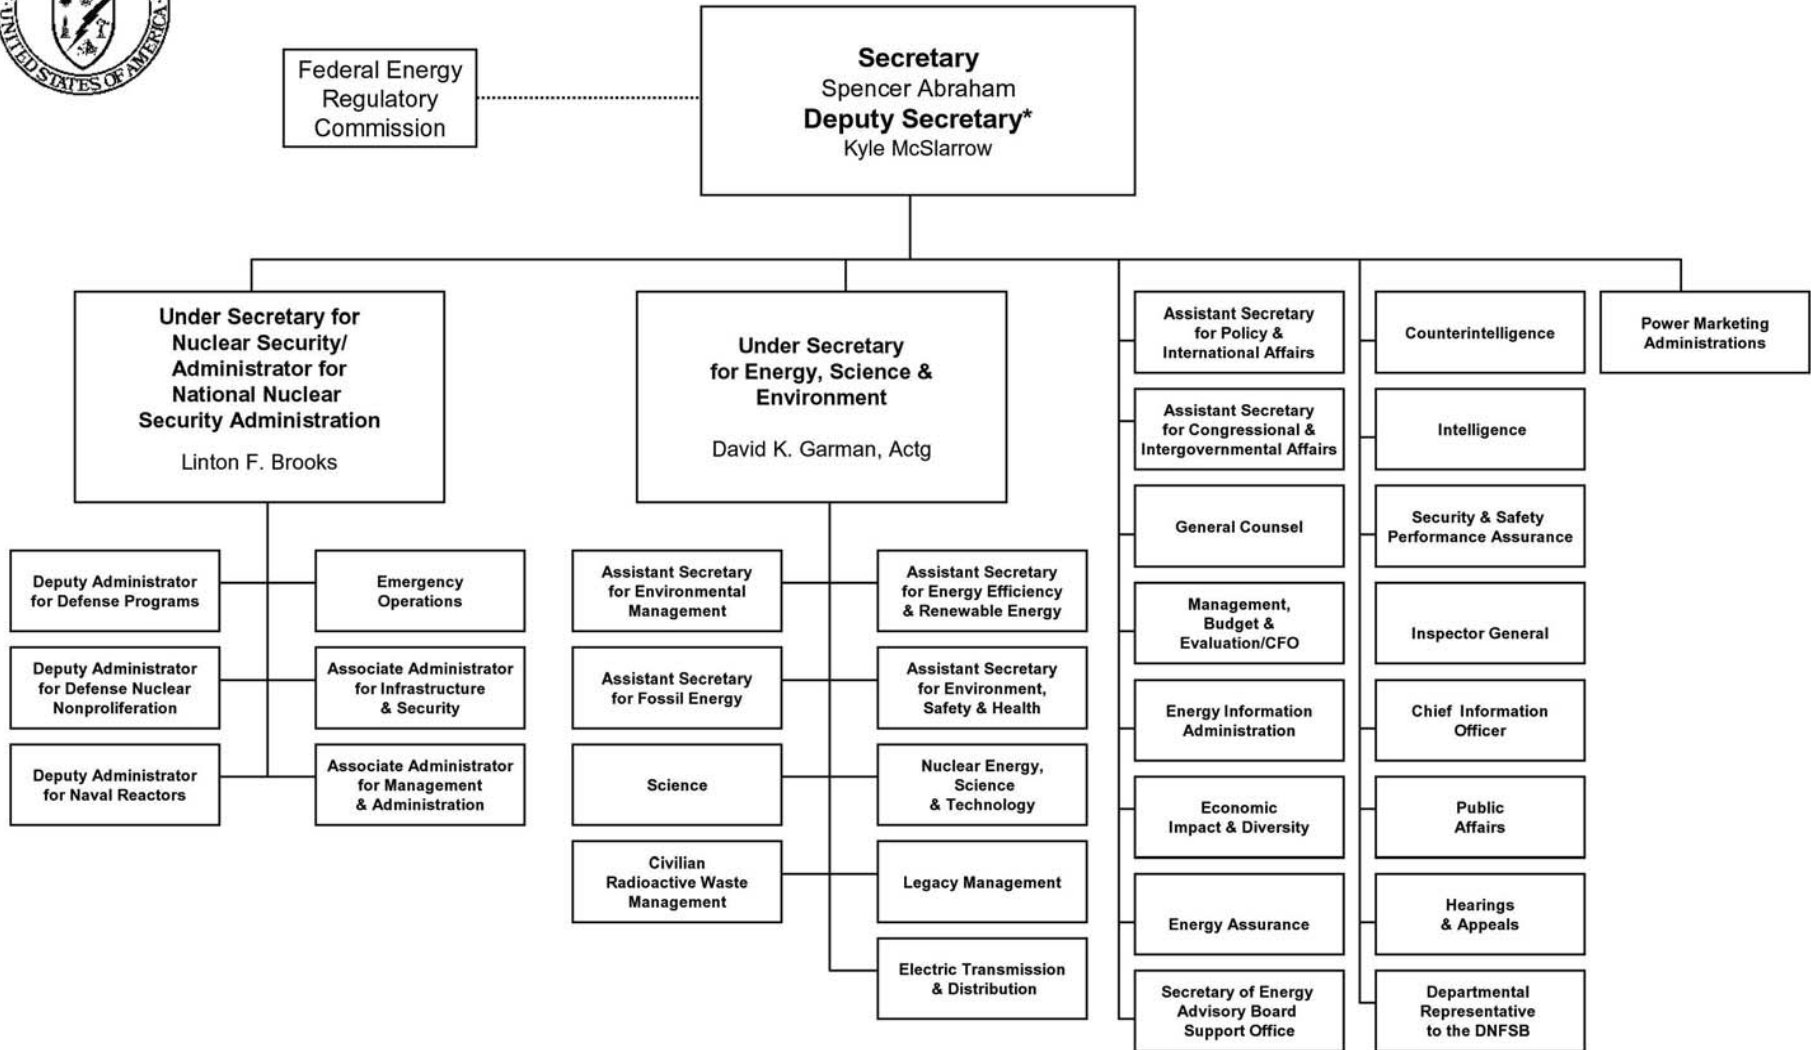 UNITED STATES OF AMERICA
Federal Energy
Regulatory
Commission
Secretary
Spencer Abraham
Deputy Secretary*
Kyle McSlarrow
Under Secretary for
Nuclear Security/
Administrator for
National Nuclear
Security Administration
Linton F. Brooks
Deputy Administrator
for Defense Programs
Emergency
Operations
Deputy Administrator
for Defense Nuclear
Nonproliferation
Associate Administrator
for Infrastructure
& Security
Deputy Administrator
for Naval Reactors
Associate Administrator
for Management
& Administration
Under Secretary
for Energy, Science &
Environment
David K. Garman, Actg
Assistant Secretary
for Environmental
Management
Assistant Secretary
for Energy Efficiency
& Renewable Energy
Assistant Secretary
for Fossil Energy
Assistant Secretary
for Environment,
Safety & Health
Science
Nuclear Energy,
Science
& Technology
Civilian
Radioactive Waste
Management
Legacy Management
Electric Transmission
& Distribution
Assistant Secretary
for Policy &
International Affairs
Assistant Secretary
for Congressional &
Intergovernmental Affairs
General Counsel
Management,
Budget &
Evaluation/CFO
Energy Information
Administration
Economic
Impact & Diversity
Energy Assurance
Secretary of Energy
Advisory Board
Support Office
Counterintelligence
Intelligence
Security & Safety
Performance Assurance
Inspector General
Chief Information
Officer
Public
Affairs
Hearings
& Appeals
Departmental
Representative
to the DNFSB
Power Marketing
Administrations